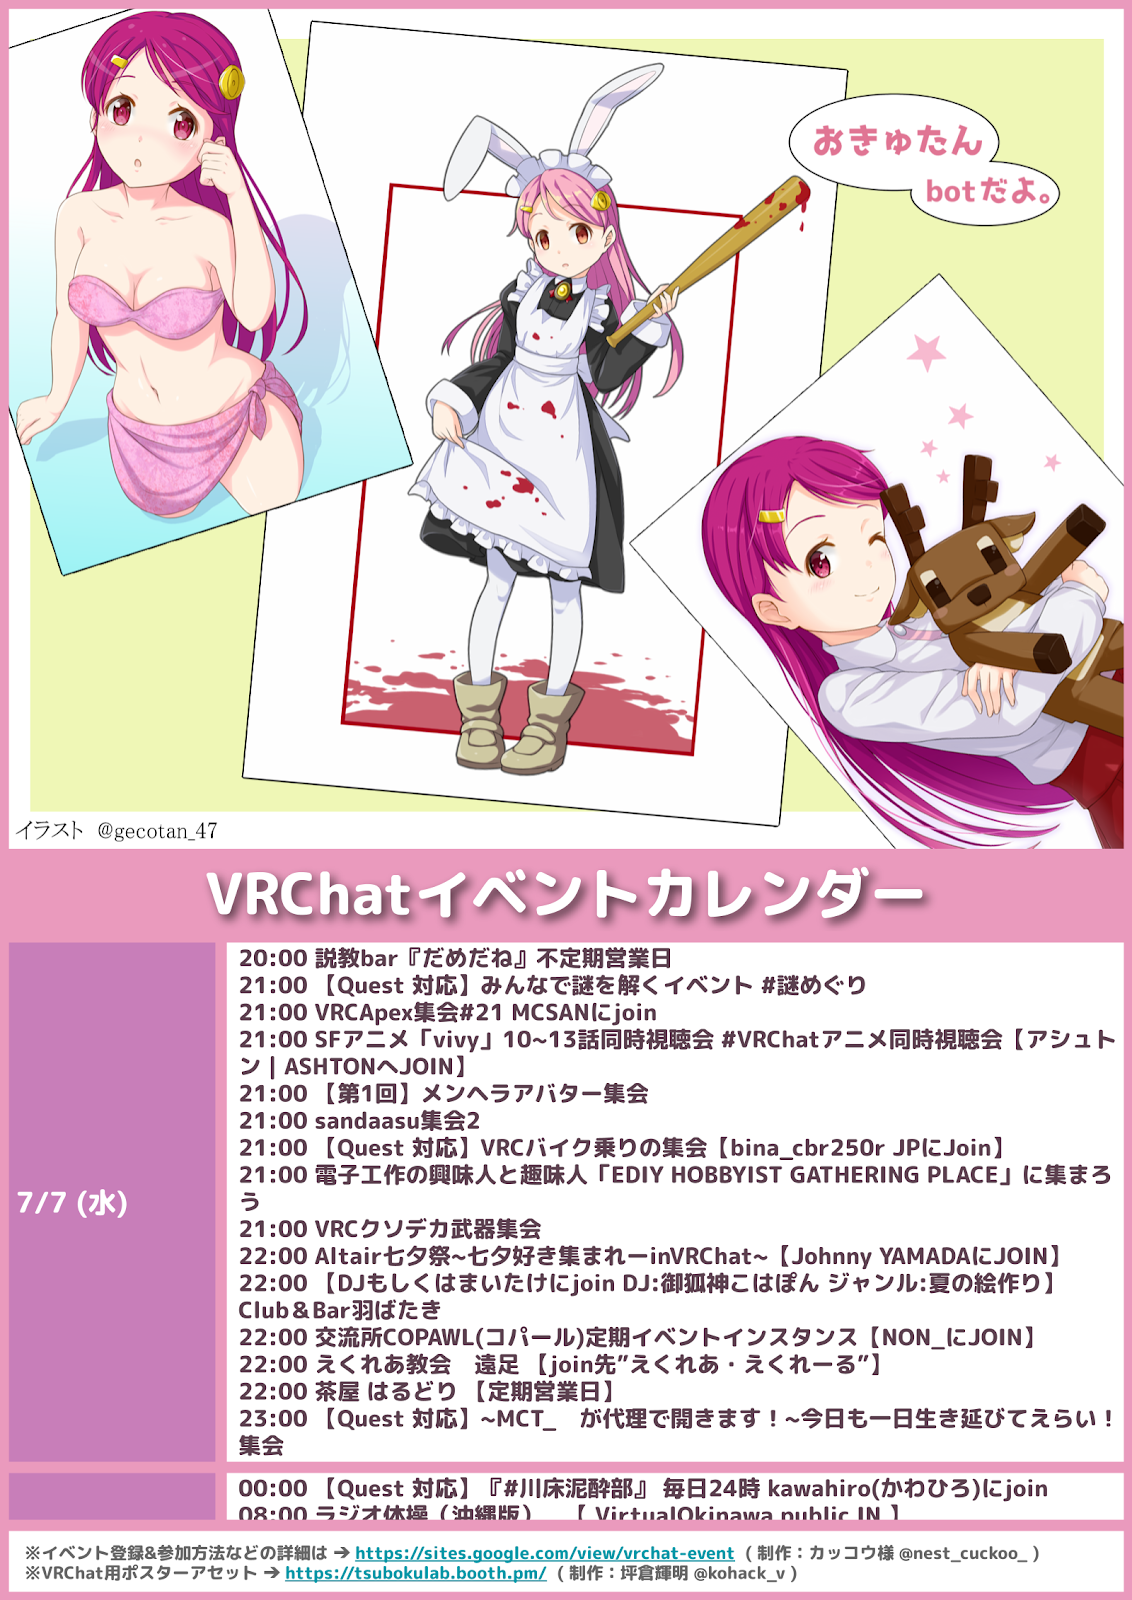 おきゅたん
botだよ。
イラスト @gecotan_47
VRChatイベントカレンダー
7/7 (水)
20:00 説教bar『だめだね』不定期営業日
21:00 【Quest 対応】みんなで謎を解くイベント #謎めぐり
21:00 VRCApex集会#21 MCSANにjoin
21:00 SFアニメ「vivy」10~13話同時視聴会 #VRChatアニメ同時視聴会【アシュト
ン | ASHTONへJOIN】
21:00 【第1回】メンヘラアバター集会
21:00 sandaasu集会2
21:00 【Quest 対応】VRCバイク乗りの集会【bina_cbr250r JPにJoin】
21:00 電子工作の興味人と趣味人「EDIY HOBBYIST GATHERING PLACE」に集まろ
う
21:00 VRCクソデカ武器集会
22:00 Altair七夕祭~七夕好き集まれーinVRChat~【Johnny YAMADAにJOIN】
22:00 【DJもしくはまいたけにjoin DJ:御狐神こはぽん ジャンル:夏の絵作り】
Club＆Bar羽ばたき
22:00 交流所COPAWL(コパール)定期イベントインスタンス【NON_にJOIN】
22:00 えくれあ教会　遠足 【join先”えくれあ・えくれーる”】
22:00 茶屋 はるどり 【定期営業日】
23:00 【Quest 対応】~MCT_　が代理で開きます！~今日も一日生き延びてえらい！
集会
00:00 【Quest 対応】『#川床泥酔部』 毎日24時 kawahiro(かわひろ)にjoin
08:00 ラジオ体操（沖縄版）　【 VirtualOkinawa public IN 】
※イベント登録&参加方法などの詳細は ➔ https://sites.google.com/view/vrchat-event （制作：カッコウ様 @nest_cuckoo_ ）
※VRChat用ポスターアセット ➔ https://tsubokulab.booth.pm/ （制作：坪倉輝明 @kohack_v ）